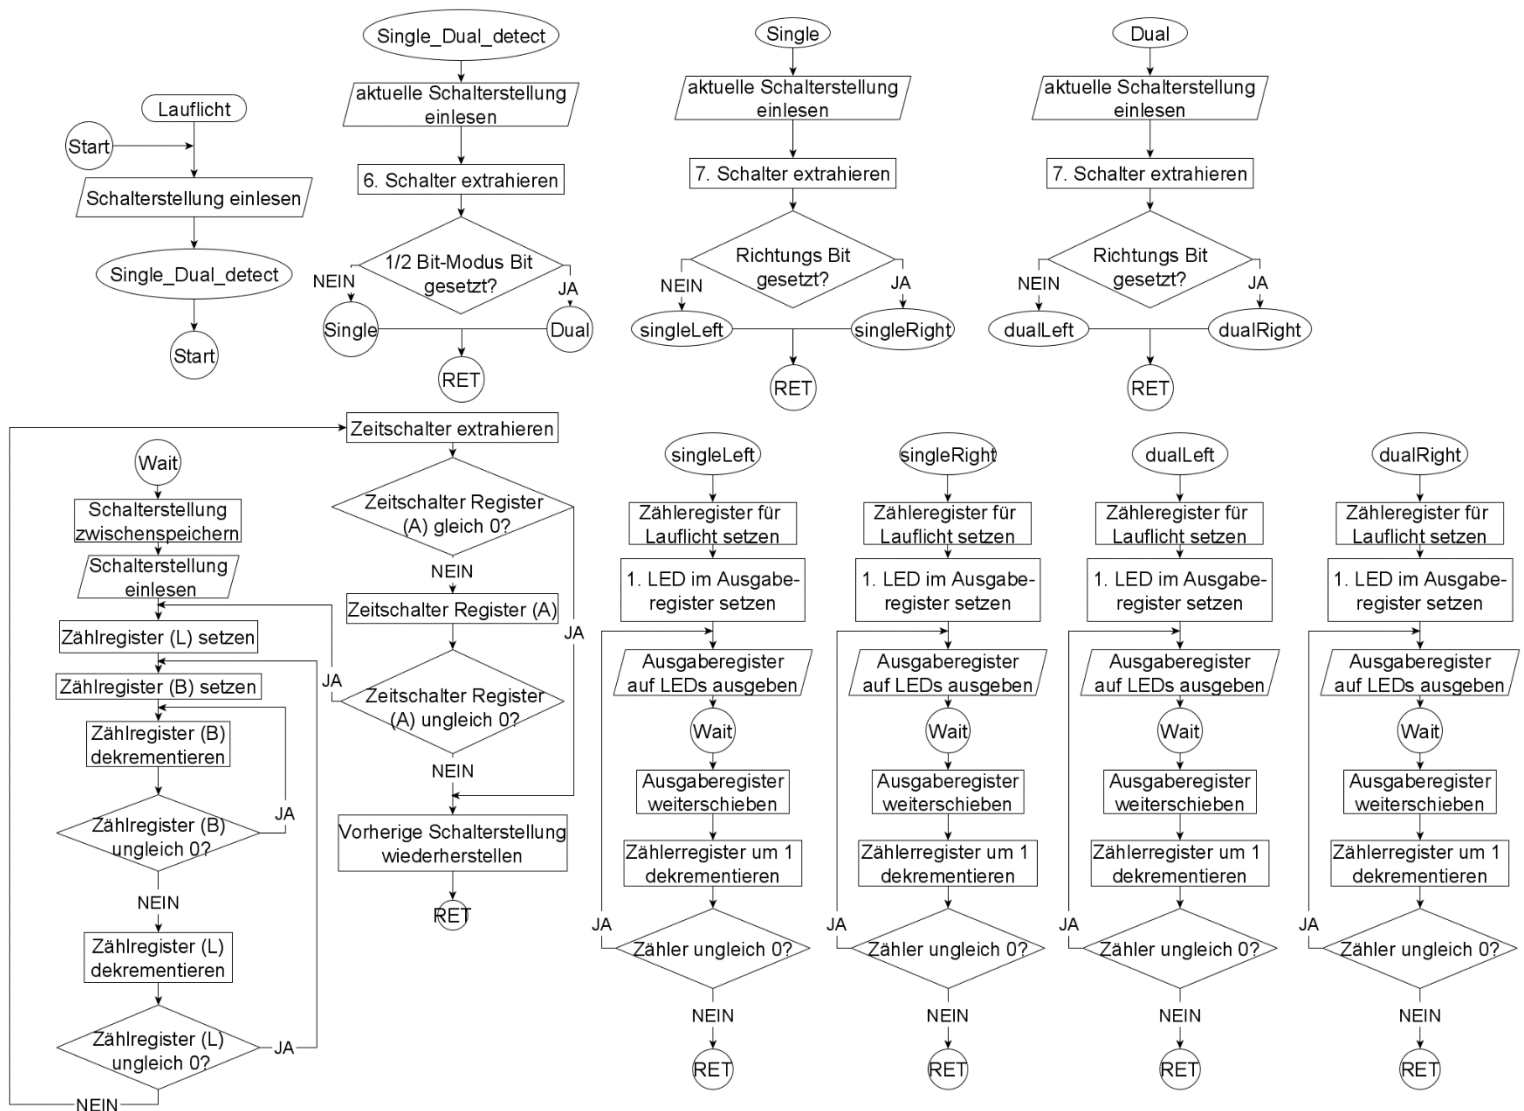 Lauflicht
Start
Schalterstellung einlesen
Single_Dual_detect
Start
Single_Dual_detect
aktuelle Schalterstellung
einlesen
6. Schalter extrahieren
1/2 Bit-Modus Bit
gesetzt?
NEIN
JA
Single
Dual
RET
Single
aktuelle Schalterstellung
einlesen
7. Schalter extrahieren
Richtungs Bit
gesetzt?
NEIN
JA
singleLeft
singleRight
RET
Dual
aktuelle Schalterstellung
einlesen
7. Schalter extrahieren
Richtungs Bit
gesetzt?
NEIN
JA
dualLeft
dualRight
RET
Wait
Schalterstellung
zwischenspeichern
Schalterstellung
einlesen
Zählregister (L) setzen
Zählregister (B) setzen
Zählregister (B)
dekrementieren
Zählregister (B)
ungleich 0?
JA
NEIN
Zählregister (L)
dekrementieren
Zählregister (L)
ungleich 0?
JA
NEIN
Zeitschalter extrahieren
Zeitschalter Register
(A) gleich 0?
NEIN
JA
Zeitschalter Register (A)
Zeitschalter Register
(A) ungleich 0?
JA
NEIN
Vorherige Schalterstellung
wiederherstellen
RET
singleLeft
Zähleregister für
Lauflicht setzen
1. LED im Ausgabe-
register setzen
Ausgaberegister
auf LEDs ausgeben
Wait
Ausgaberegister
weiterschieben
Zählerregister um 1
dekrementieren
JA
Zähler ungleich 0?
NEIN
RET
singleRight
Zähleregister für
Lauflicht setzen
1. LED im Ausgabe-
register setzen
Ausgaberegister
auf LEDs ausgeben
Wait
Ausgaberegister
weiterschieben
Zählerregister um 1
dekrementieren
JA
Zähler ungleich 0?
NEIN
RET
dualLeft
Zähleregister für
Lauflicht setzen
1. LED im Ausgabe-
register setzen
Ausgaberegister
auf LEDs ausgeben
Wait
Ausgaberegister
weiterschieben
Zählerregister um 1
dekrementieren
JA
Zähler ungleich 0?
NEIN
RET
dualRight
Zähleregister für
Lauflicht setzen
1. LED im Ausgabe-
register setzen
Ausgaberegister
auf LEDs ausgeben
Wait
Ausgaberegister
weiterschieben
Zählerregister um 1
dekrementieren
JA
Zähler ungleich 0?
NEIN
RET